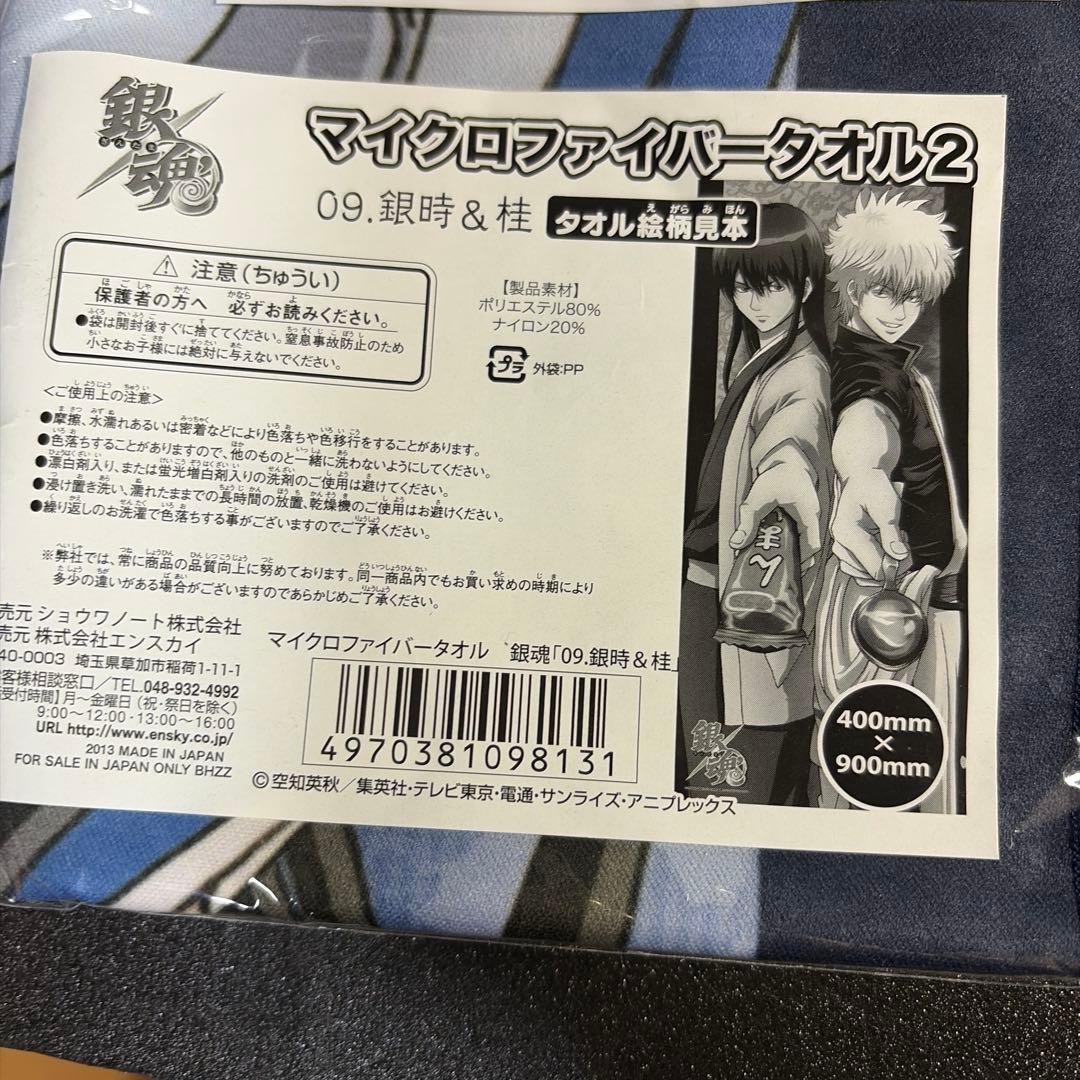 銀魂
ぎんたま
マイクロファイバータオル2
09.銀時&桂
タオル絵柄見本
え がら み ほん
⚠ 注意(ちゅうい)
保護者の方へ 必ずお読みください。
●袋は開封後すぐに捨ててください。窒息事故防止のため
小さなお子様には絶対に与えないでください。
【製品素材】
ポリエステル80%
ナイロン20%
プラ
外袋:PP
<ご使用上の注意>
●摩擦、水濡れあるいは密着などにより色落ちや色移行をすることがあります。
●色落ちすることがありますので、他のものと一緒に洗わないようにしてください。
●漂白剤入り、または蛍光増白剤入りの洗剤のご使用は避けてください。
●浸け置き洗い、濡れたままでの長時間の放置、乾燥機のご使用はお避けください。
●繰り返しのお洗濯で色落ちする事がございますのでご了承ください。
※弊社では、常に商品の品質向上に努めております。同一商品内でもお買い求めの時期により
多少の違いがある場合がございますのであらかじめご了承ください。
売元 ショウワノート株式会社
売元 株式会社エンスカイ
40-0003 埼玉県草加市稲荷1-11-1
客様相談窓口/TEL.048-932-4992
受付時間】月~金曜日(祝・祭日を除く)
9:00~12:00・13:00~16:00
URL http://www.ensky.co.jp/
2013 MADE IN JAPAN
FOR SALE IN JAPAN ONLY BHZZ
マイクロファイバータオル 銀魂「09.銀時&桂」
4970381098131
©空知英秋/集英社・テレビ東京・電通・サンライズ・アニプレックス
銀魂
400mm
×
900mm